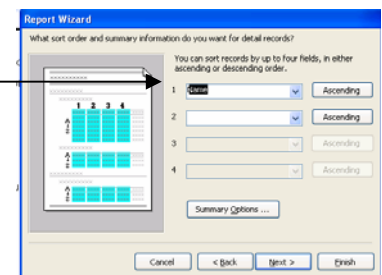 Report Wizard
What sort order and summary information do you want for detail records?
You can sort records by up to four fields, in either
ascending or descending order.
1 Name Ascending
2 Ascending
3 Ascending
4 Ascending
1 2 3 4
Summary Options ...
Cancel < Back Next > Finish